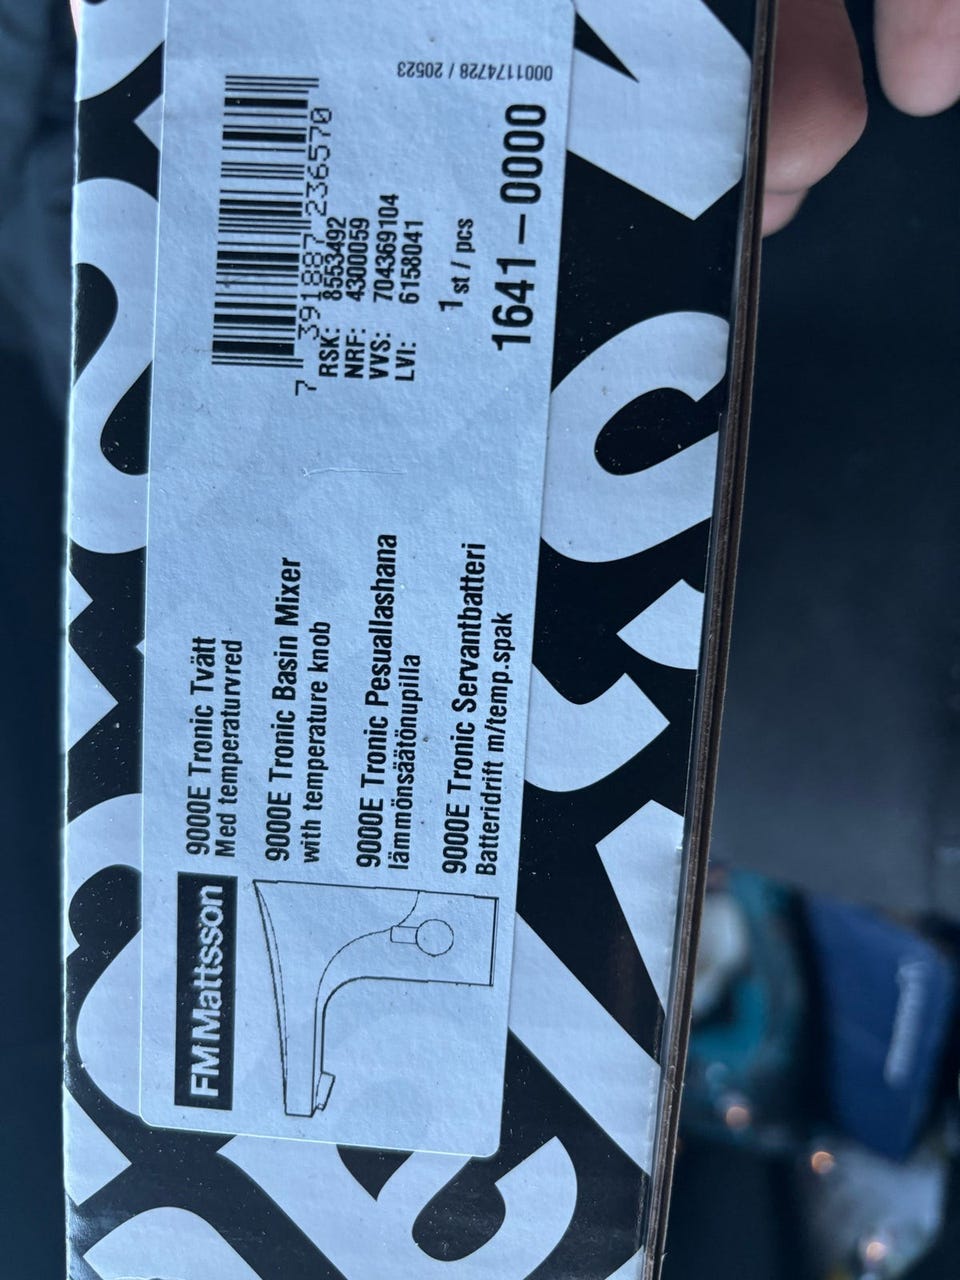 FM Mattsson
9000E Tronic Tvätt
Med temperaturvred
9000E Tronic Basin Mixer
with temperature knob
9000E Tronic Pesuallashana
lämmönsäätönupilla
9000E Tronic Servantbatteri
Batteridrift m/temp.spak
7 391887 236570
RSK: 8553492
NRF: 4300059
VVS: 704369104
LVI: 6158041
1 st / pcs
1641-0000
0001174728 / 20523